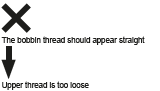 The bobbin thread should appear straight
Upper thread is too loose